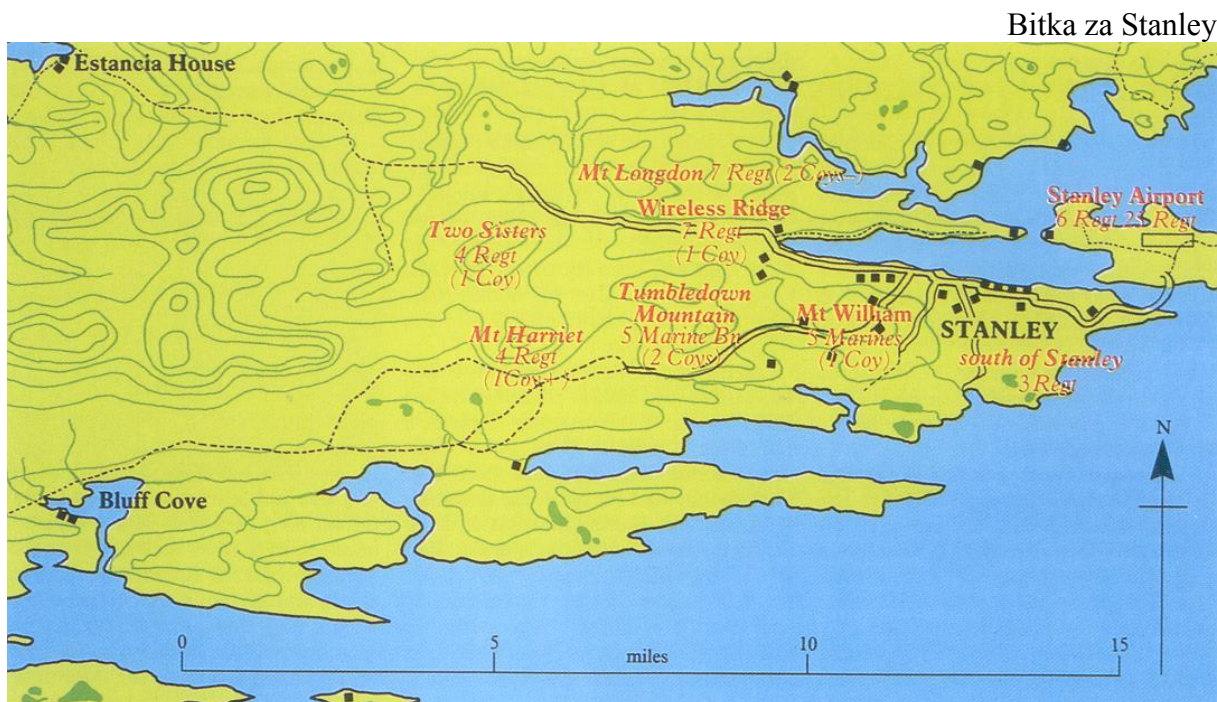 Bitka za Stanley
Estancia House
Mt Longdon 7 Regt (2 Coys–)
Wireless Ridge
7 Regt
(1 Coy)
Stanley Airport
6 Regt 25 Regt
Two Sisters
4 Regt
(1 Coy)
Tumbledown
Mountain
5 Marine Bn
(2 Coys)
Mt William
5 Marines
(1 Coy)
Mt Harriet
4 Regt
(1Coy+)
STANLEY
south of Stanley
3 Regt
N
Bluff Cove
0 5 10 15
miles